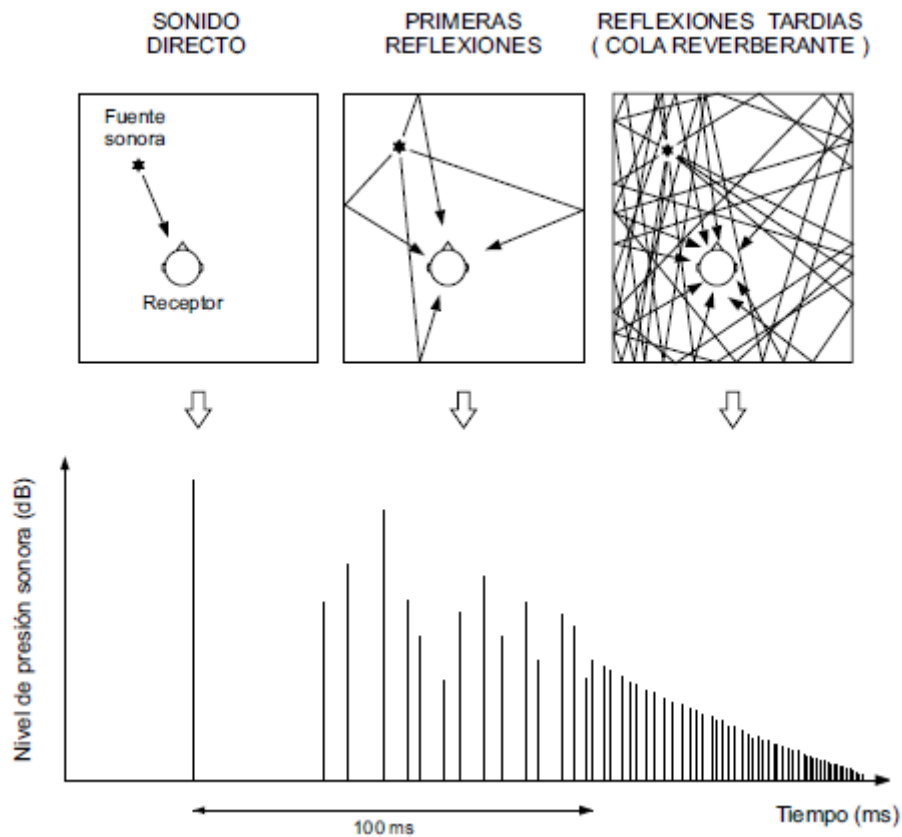 SONIDO
DIRECTO
PRIMERAS
REFLEXIONES
REFLEXIONES TARDIAS
( COLA REVERBERANTE )
Fuente
sonora
Receptor
Nivel de presión sonora (dB)
100 ms
Tiempo (ms)